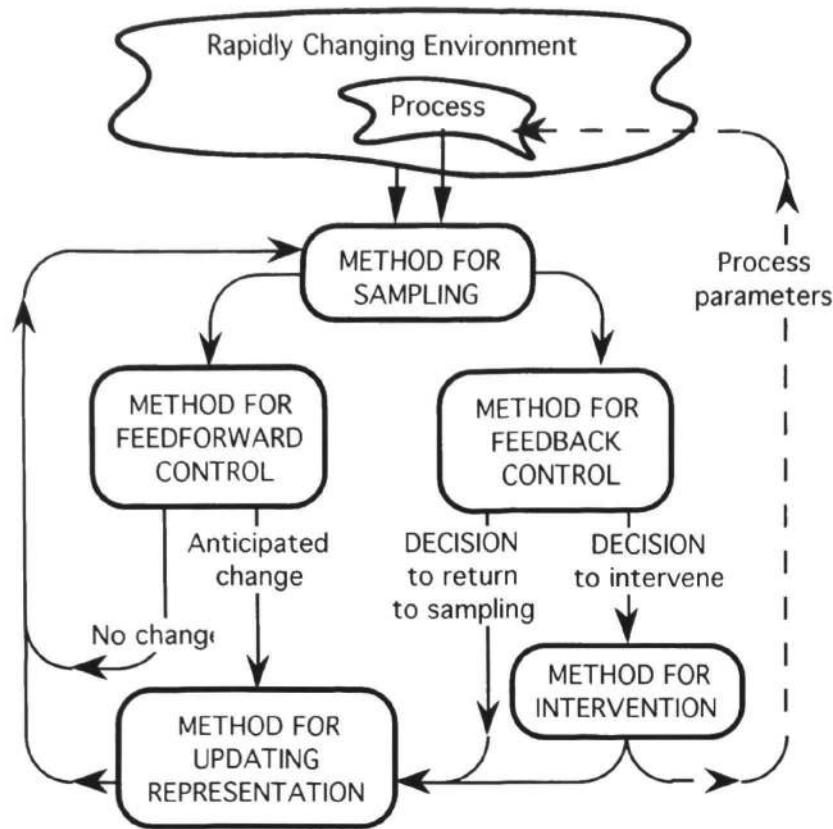 Rapidly Changing Environment
Process
METHOD FOR
SAMPLING
Process
parameters
METHOD FOR
FEEDFORWARD
CONTROL
METHOD FOR
FEEDBACK
CONTROL
Anticipated
change
DECISION
to return
to sampling
DECISION
to intervene
No change
METHOD FOR
INTERVENTION
METHOD FOR
UPDATING
REPRESENTATION